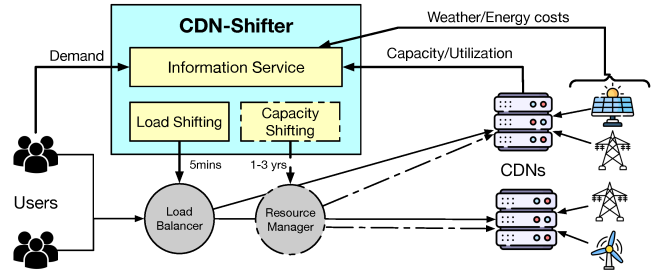 Weather/Energy costs
CDN-Shifter
Demand
Capacity/Utilization
Information Service
Load Shifting
Capacity
Shifting
5mins
1-3 yrs
CDNs
Users
Load
Balancer
Resource
Manager